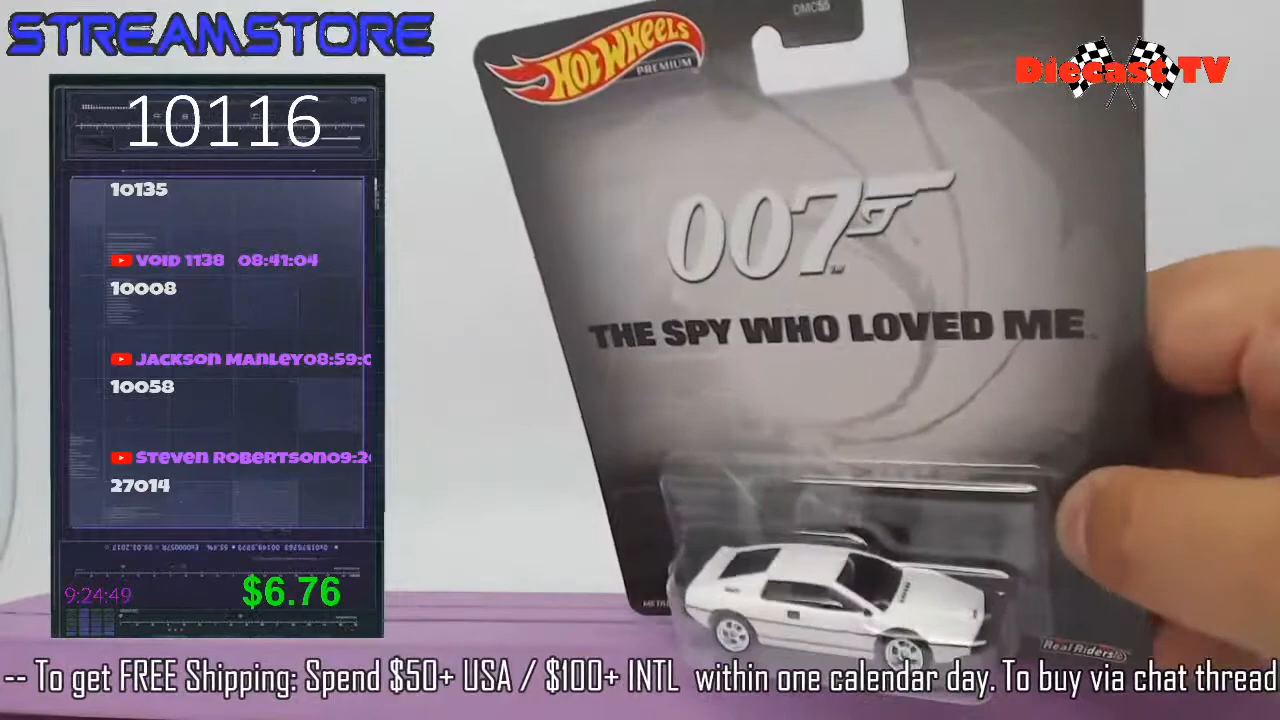 STREAMSTORE
10116
10135
VOID 1138 08:41:04
10008
JACKSON MANLEY08:59:0
10058
STEVEN ROBERTSON09:2
27014
9:24:49
$6.76
DMC55
HOT WHEELS
PREMIUM
007
THE SPY WHO LOVED ME
Real Riders
Diecast TV
-- To get FREE Shipping: Spend $50+ USA / $100+ INTL within one calendar day. To buy via chat thread